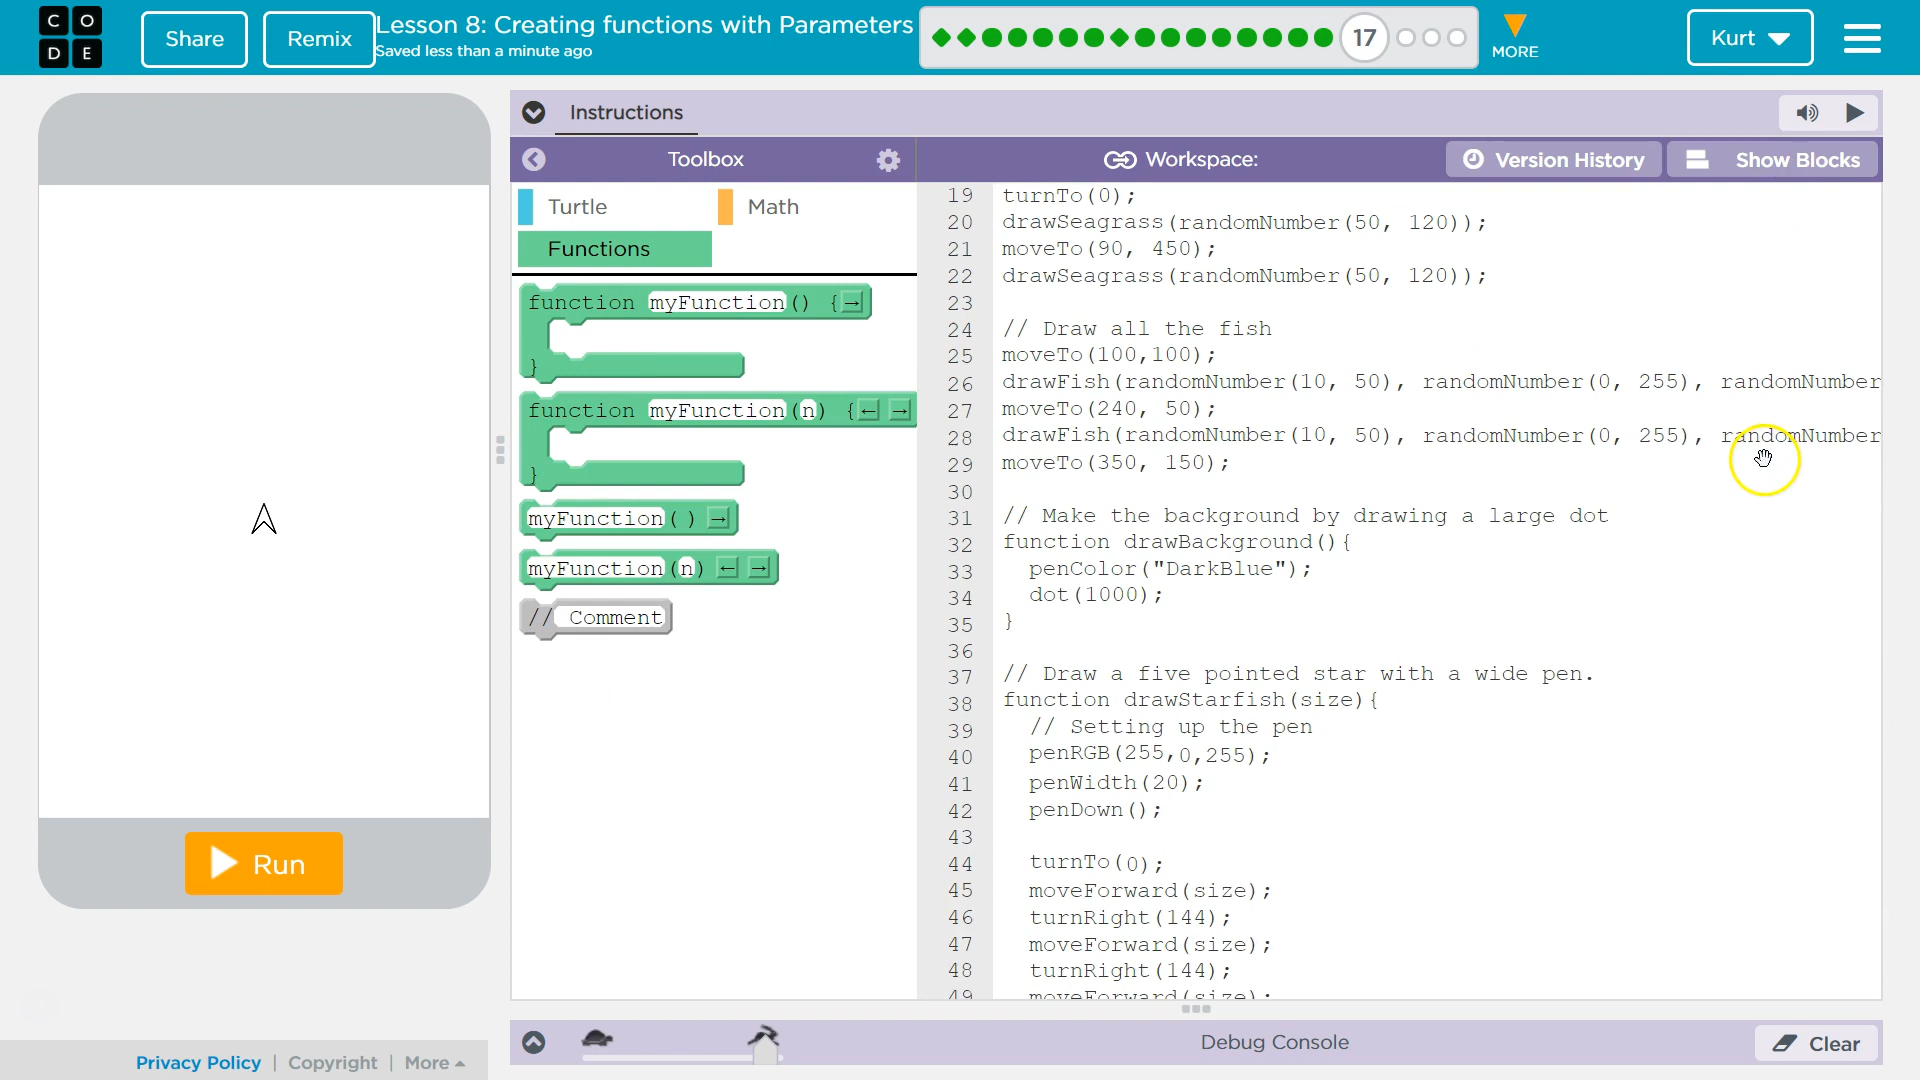 CODE
Share
Remix
Lesson 8: Creating functions with Parameters
Saved less than a minute ago
17
MORE
Kurt
Instructions
Toolbox
Workspace:
Version History
Show Blocks
Turtle
Math
Functions
function myFunction() {
}
function myFunction(n) {
}
myFunction()
myFunction(n)
// Comment
19 turnTo(0);
20 drawSeagrass(randomNumber(50, 120));
21 moveTo(90, 450);
22 drawSeagrass(randomNumber(50, 120));
23
24 // Draw all the fish
25 moveTo(100,100);
26 drawFish(randomNumber(10, 50), randomNumber(0, 255), randomNumber
27 moveTo(240, 50);
28 drawFish(randomNumber(10, 50), randomNumber(0, 255), randomNumber
29 moveTo(350, 150);
30
31 // Make the background by drawing a large dot
32 function drawBackground(){
33 penColor("DarkBlue");
34 dot(1000);
35 }
36
37 // Draw a five pointed star with a wide pen.
38 function drawStarfish(size){
39 // Setting up the pen
40 penRGB(255,0,255);
41 penWidth(20);
42 penDown();
43
44 turnTo(0);
45 moveForward(size);
46 turnRight(144);
47 moveForward(size);
48 turnRight(144);
49 moveForward(size);
Run
Debug Console
Clear
Privacy Policy | Copyright | More